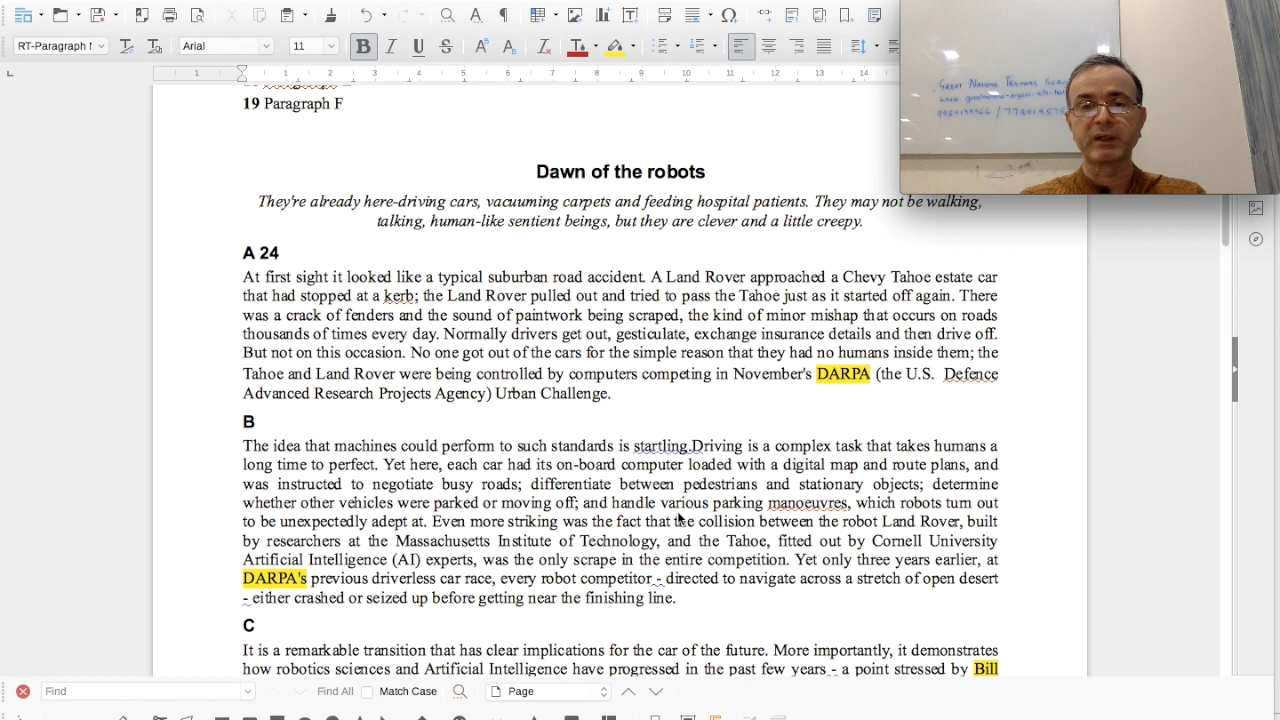 RT-Paragraph
Arial
11
1 1 2 3 4 5 6 7 8 9 10 11 12 13 14
19 Paragraph F
Dawn of the robots
They're already here-driving cars, vacuuming carpets and feeding hospital patients. They may not be walking,
talking, human-like sentient beings, but they are clever and a little creepy.
A 24
At first sight it looked like a typical suburban road accident. A Land Rover approached a Chevy Tahoe estate car
that had stopped at a kerb; the Land Rover pulled out and tried to pass the Tahoe just as it started off again. There
was a crack of fenders and the sound of paintwork being scraped, the kind of minor mishap that occurs on roads
thousands of times every day. Normally drivers get out, gesticulate, exchange insurance details and then drive off.
But not on this occasion. No one got out of the cars for the simple reason that they had no humans inside them; the
Tahoe and Land Rover were being controlled by computers competing in November's DARPA (the U.S. Defence
Advanced Research Projects Agency) Urban Challenge.
B
The idea that machines could perform to such standards is startling.Driving is a complex task that takes humans a
long time to perfect. Yet here, each car had its on-board computer loaded with a digital map and route plans, and
was instructed to negotiate busy roads; differentiate between pedestrians and stationary objects; determine
whether other vehicles were parked or moving off; and handle various parking manoeuvres, which robots turn out
to be unexpectedly adept at. Even more striking was the fact that the collision between the robot Land Rover, built
by researchers at the Massachusetts Institute of Technology, and the Tahoe, fitted out by Cornell University
Artificial Intelligence (AI) experts, was the only scrape in the entire competition. Yet only three years earlier, at
DARPA's previous driverless car race, every robot competitor - directed to navigate across a stretch of open desert
- either crashed or seized up before getting near the finishing line.
C
It is a remarkable transition that has clear implications for the car of the future. More importantly, it demonstrates
how robotics sciences and Artificial Intelligence have progressed in the past few years - a point stressed by Bill
Find
Find All
Match Case
Page